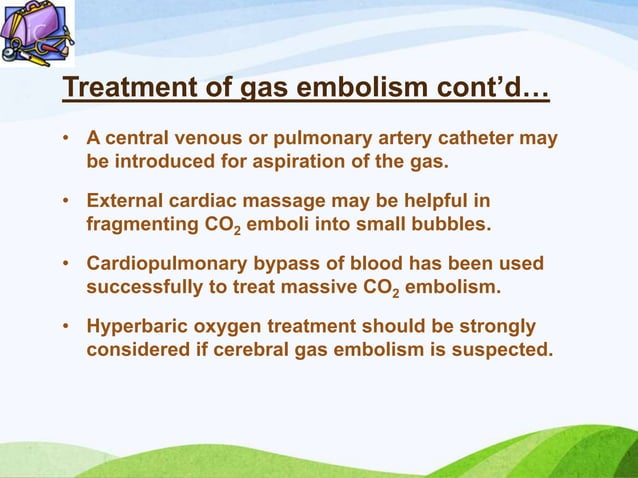 Treatment of gas embolism cont’d…
• A central venous or pulmonary artery catheter may
be introduced for aspiration of the gas.
• External cardiac massage may be helpful in
fragmenting CO2 emboli into small bubbles.
• Cardiopulmonary bypass of blood has been used
successfully to treat massive CO2 embolism.
• Hyperbaric oxygen treatment should be strongly
considered if cerebral gas embolism is suspected.